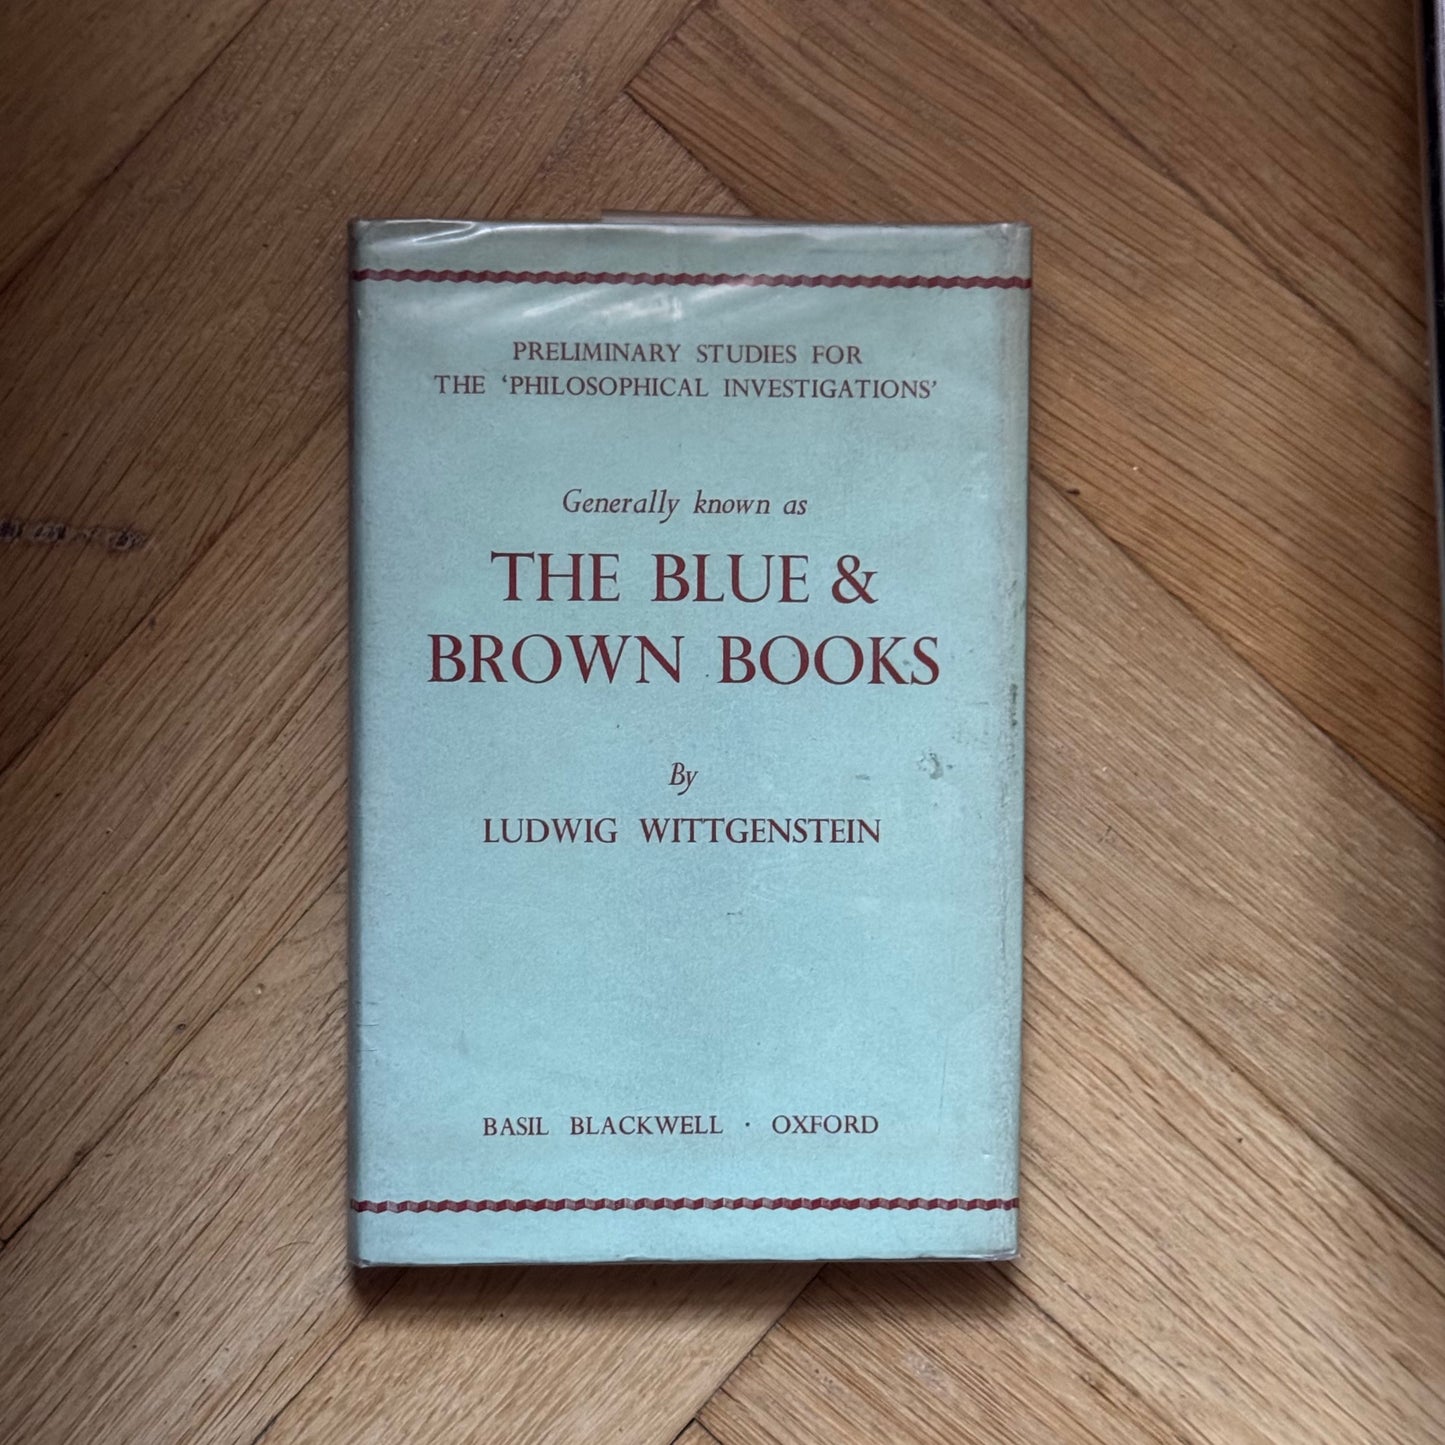 PRELIMINARY STUDIES FOR
THE ‘PHILOSOPHICAL INVESTIGATIONS’
Generally known as
THE BLUE &
BROWN BOOKS
By
LUDWIG WITTGENSTEIN
BASIL BLACKWELL · OXFORD